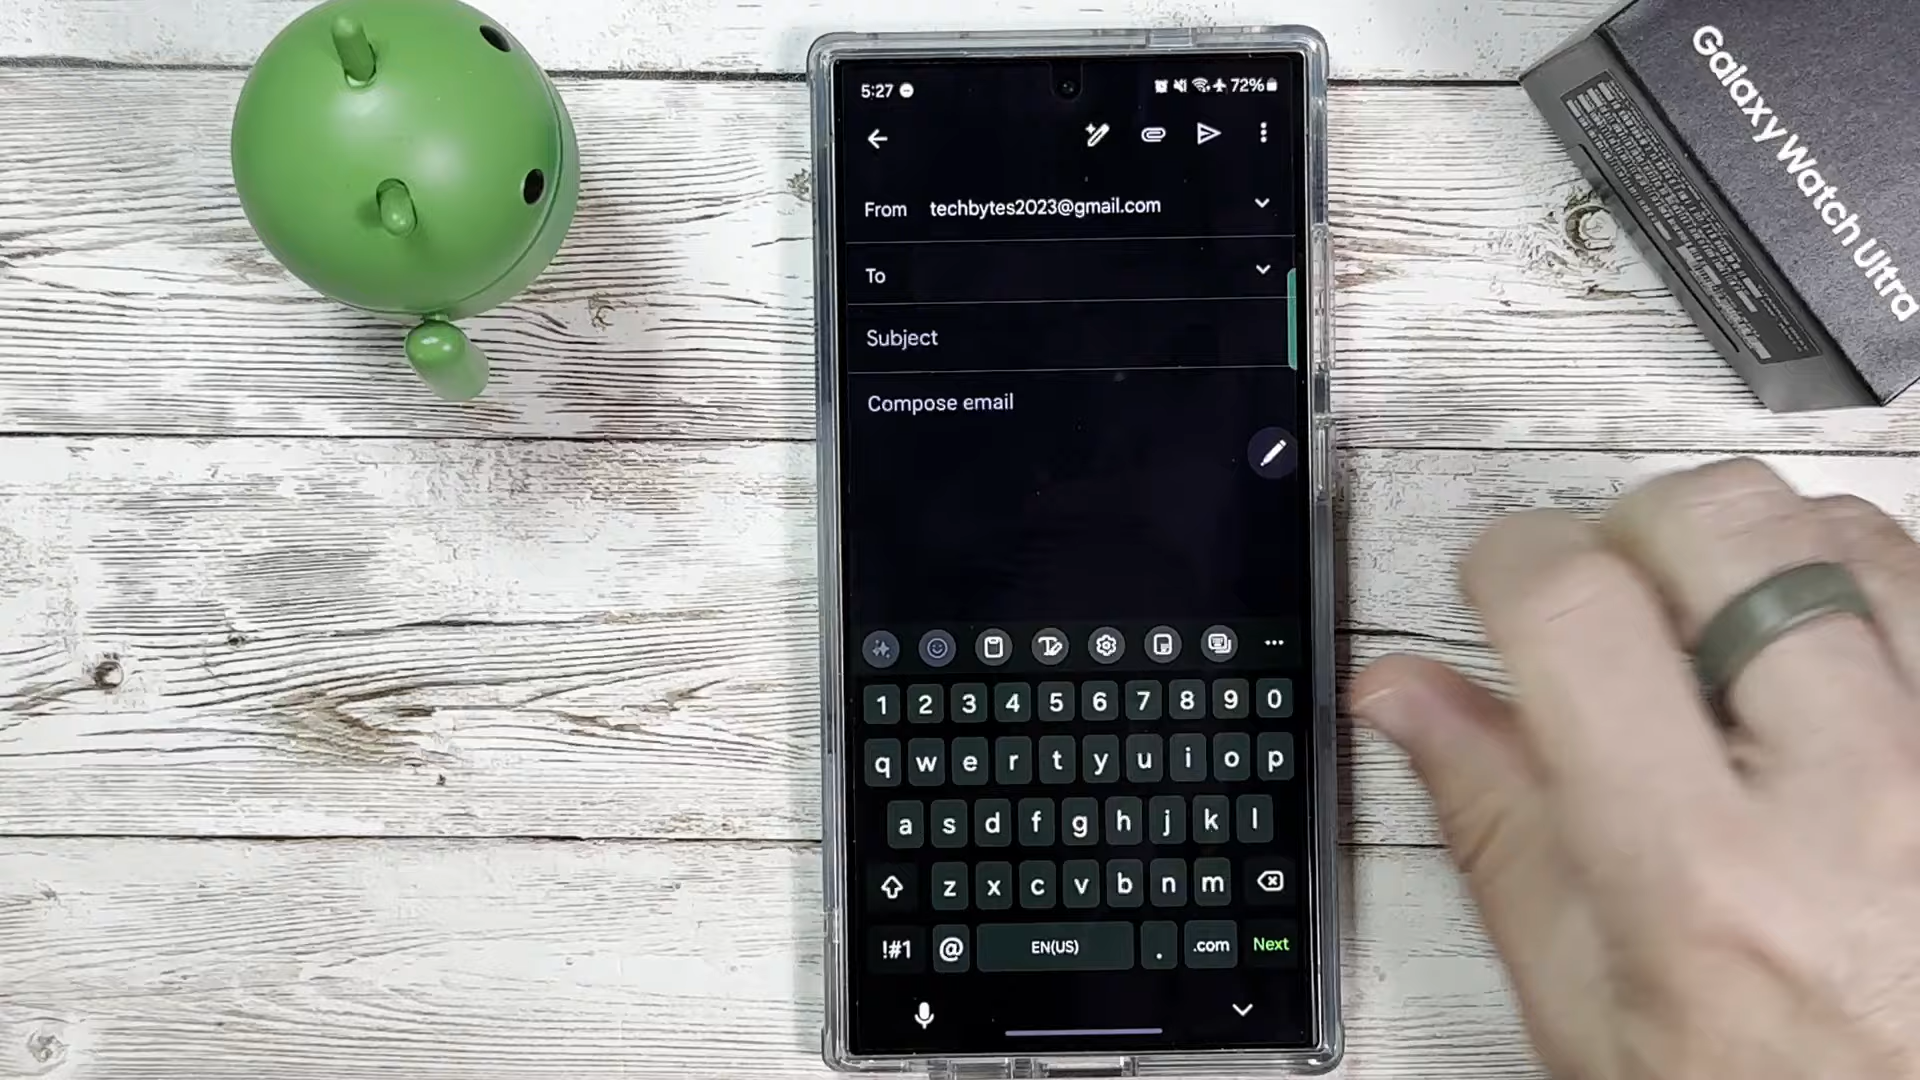 5:27
72%
From techbytes2023@gmail.com
To
Subject
Compose email
1 2 3 4 5 6 7 8 9 0
q w e r t y u i o p
a s d f g h j k l
z x c v b n m
!#1 @ EN(US) . .com Next
Galaxy Watch Ultra